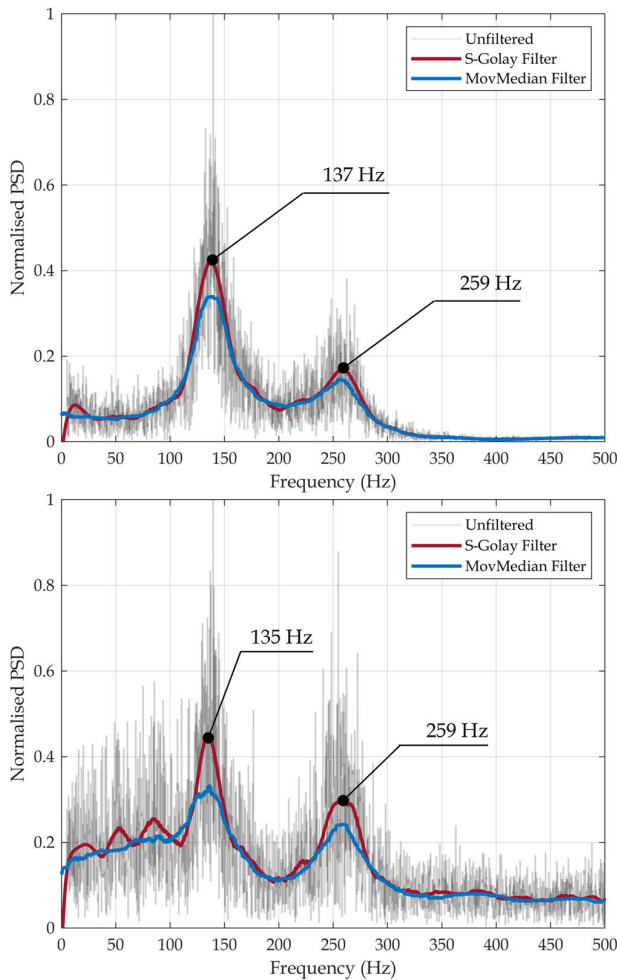 Unfiltered
S-Golay Filter
MovMedian Filter
1
0.8
0.6
0.4
0.2
0
Normalised PSD
137 Hz
259 Hz
0 50 100 150 200 250 300 350 400 450 500
Frequency (Hz)
Unfiltered
S-Golay Filter
MovMedian Filter
1
0.8
0.6
0.4
0.2
0
Normalised PSD
135 Hz
259 Hz
0 50 100 150 200 250 300 350 400 450 500
Frequency (Hz)